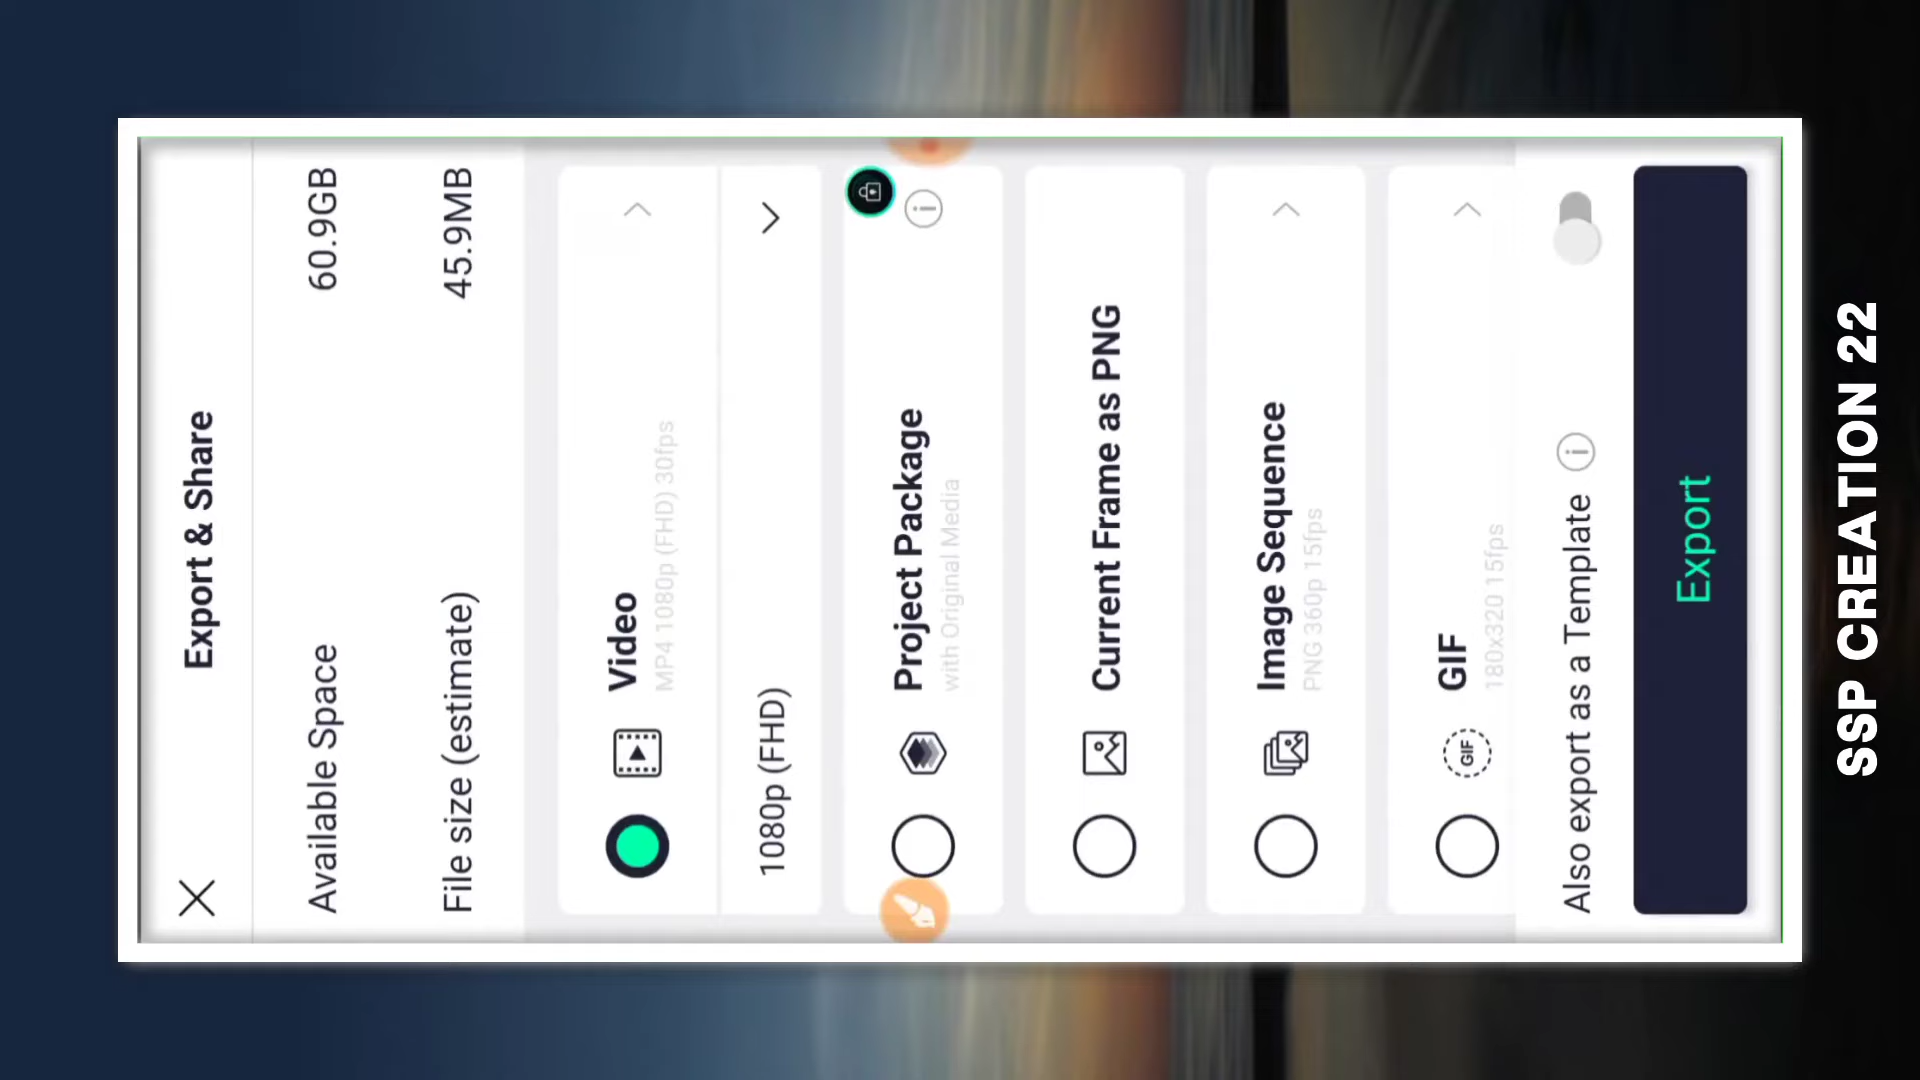 Export & Share
Available Space 60.9GB
File size (estimate) 45.9MB
Video
MP4 1080p (FHD) 30fps
1080p (FHD)
Project Package
with Original Media
Current Frame as PNG
Image Sequence
PNG 360p 15fps
GIF
GIF
180x320 15fps
Also export as a Template
Export
SSP CREATION 22